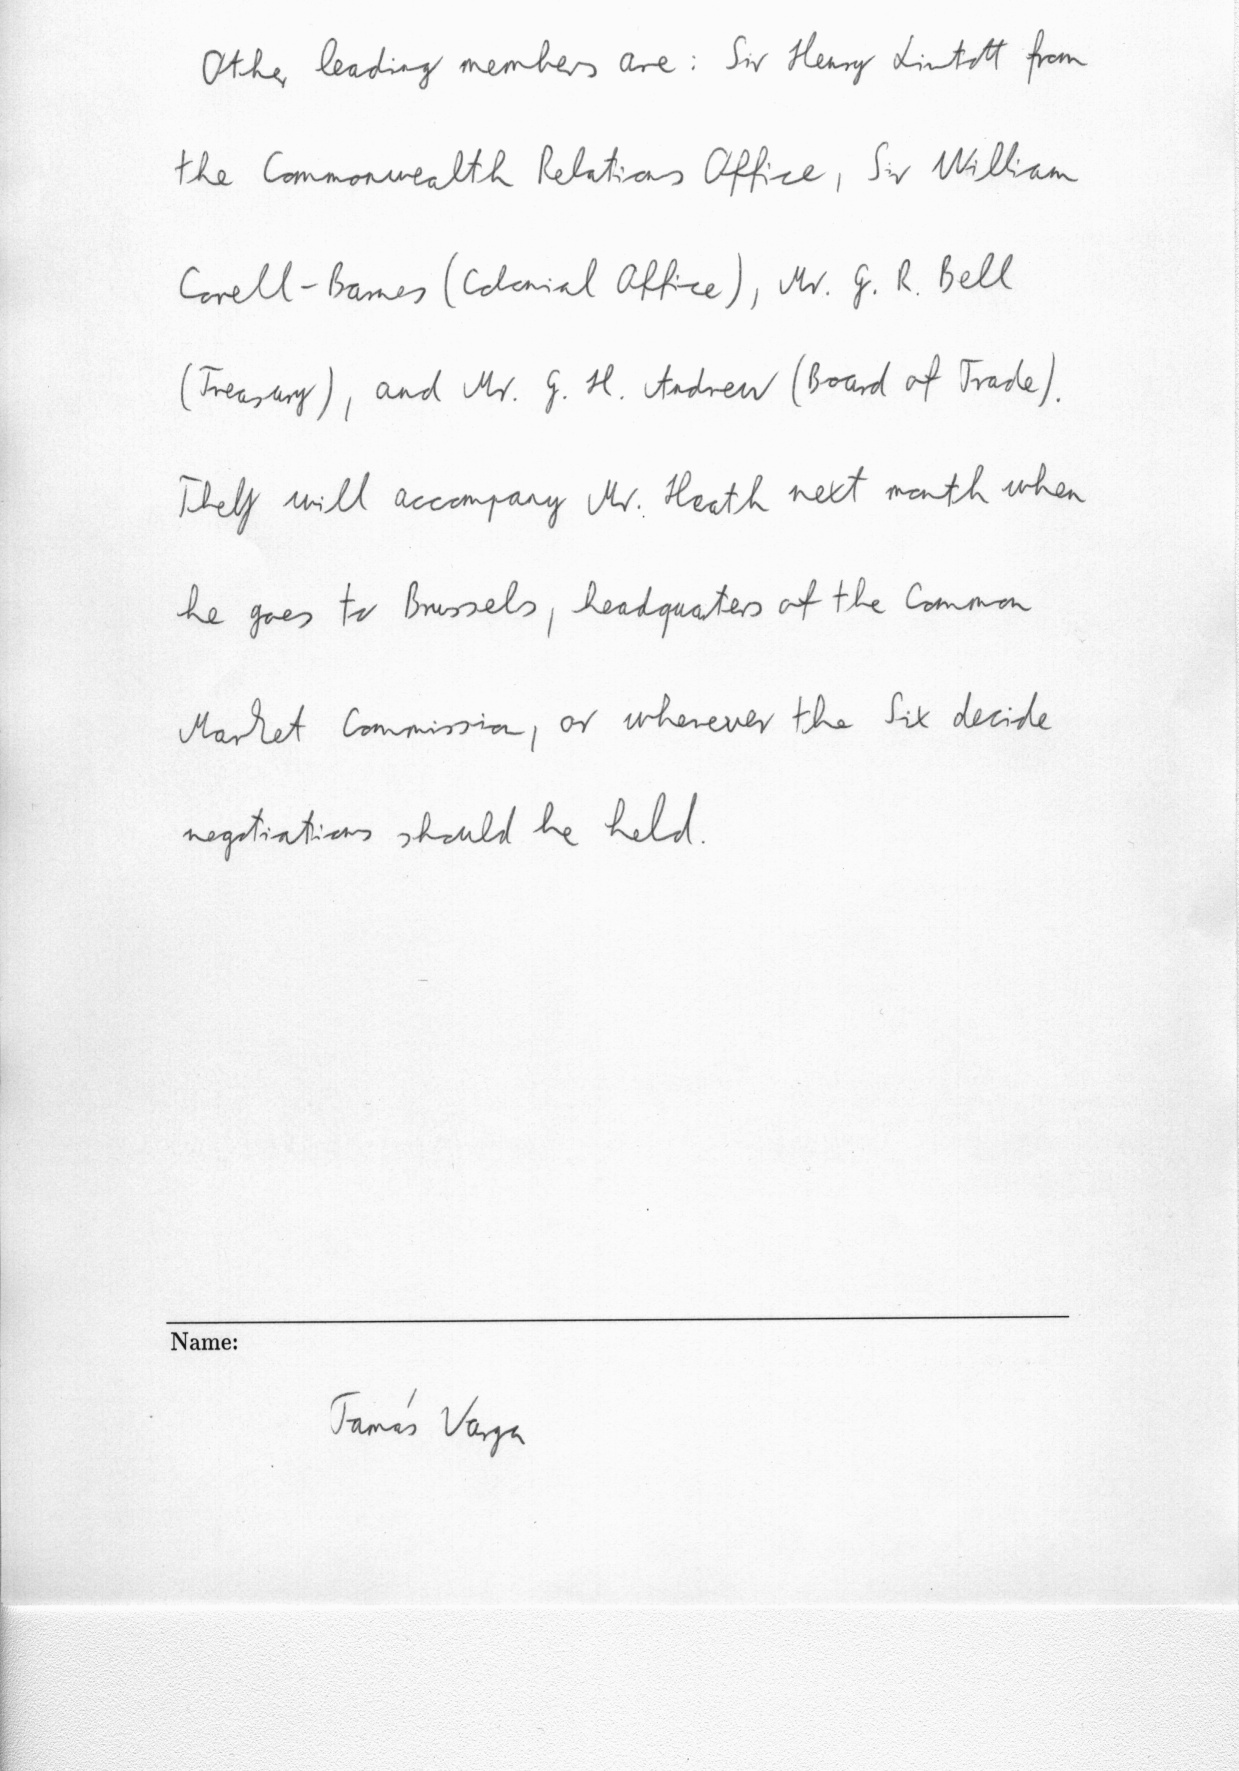 Other leading members are : Sir Henry Lintott from
the Commonwealth Relations Office, Sir William
Gorell-Barnes (Colonial Office), Mr. G. R. Bell
(Treasury), and Mr. G. H. Andrew (Board of Trade).
They will accompany Mr. Heath next month when
he goes to Brussels, headquarters of the Common
Market Commission, or wherever the Six decide
negotiations should be held.
Name:
Tamás Varga